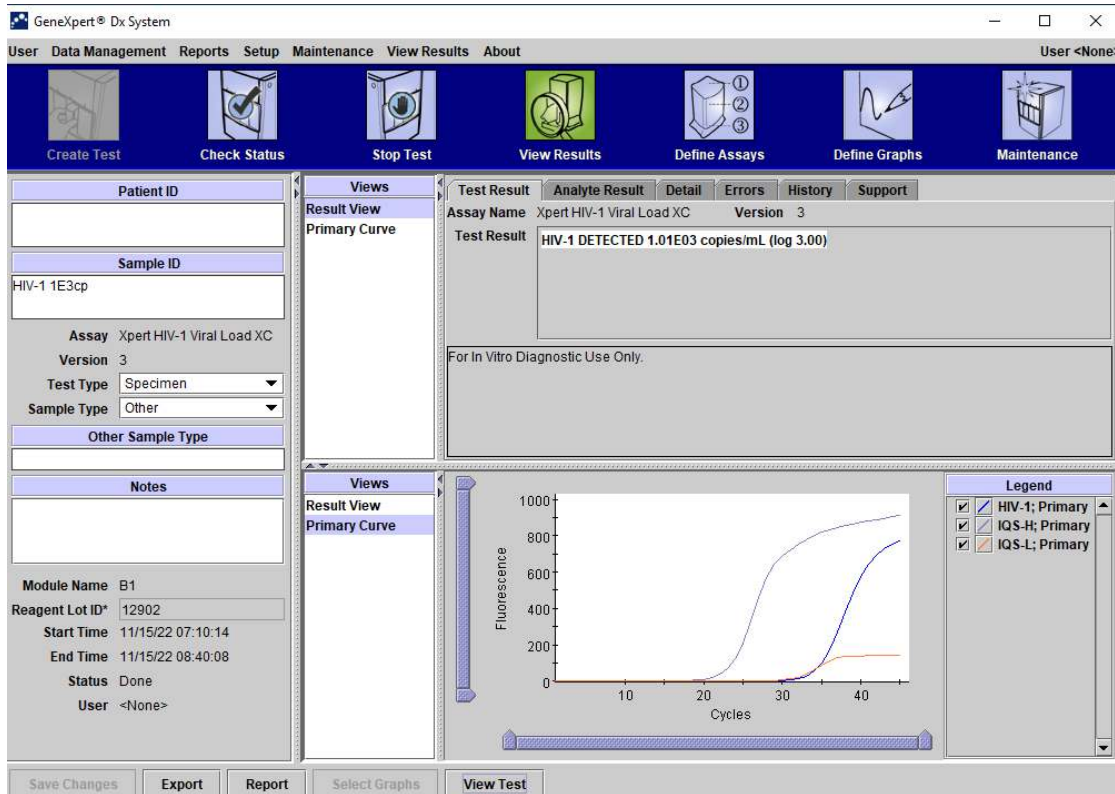 GeneXpert® Dx System
User Data Management Reports Setup Maintenance View Results About User <None>
Create Test Check Status Stop Test View Results Define Assays Define Graphs Maintenance
Patient ID
Sample ID
HIV-1 1E3cp
Assay Xpert HIV-1 Viral Load XC
Version 3
Test Type Specimen
Sample Type Other
Other Sample Type
Notes
Module Name B1
Reagent Lot ID* 12902
Start Time 11/15/22 07:10:14
End Time 11/15/22 08:40:08
Status Done
User <None>
Views
Result View
Primary Curve
Test Result Analyte Result Detail Errors History Support
Assay Name Xpert HIV-1 Viral Load XC Version 3
Test Result HIV-1 DETECTED 1.01E03 copies/mL (log 3.00)
For In Vitro Diagnostic Use Only.
Views
Result View
Primary Curve
Fluorescence
1000
800
600
400
200
0
10 20 30 40
Cycles
Legend
HIV-1; Primary
IQS-H; Primary
IQS-L; Primary
Save Changes Export Report Select Graphs View Test